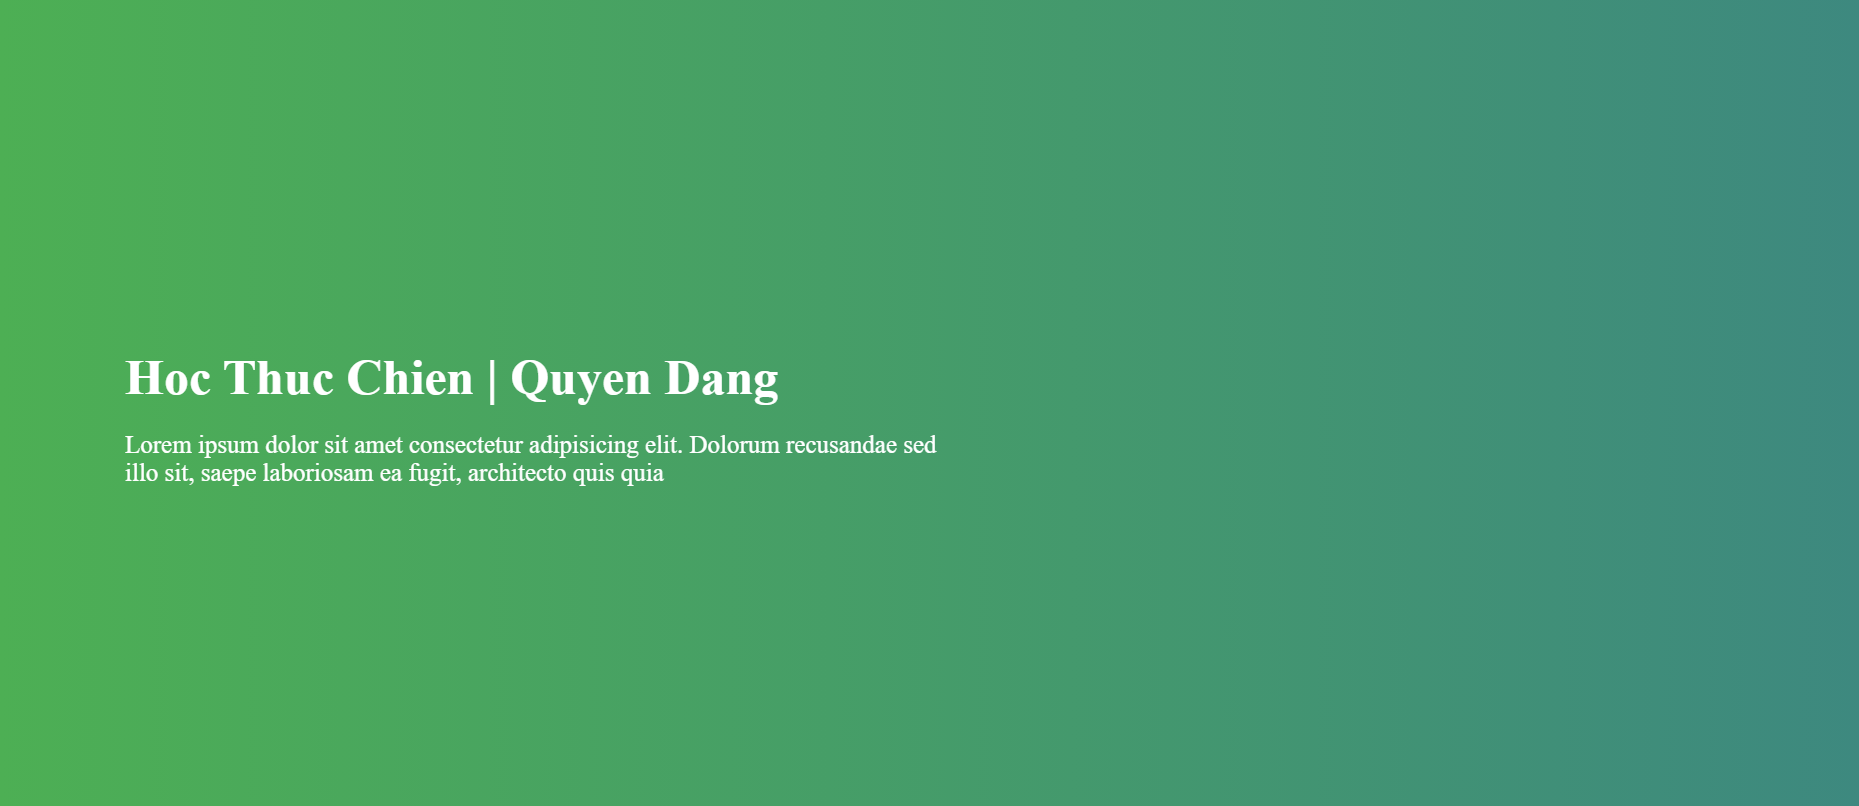 Hoc Thuc Chien | Quyen Dang
Lorem ipsum dolor sit amet consectetur adipisicing elit. Dolorum recusandae sed
illo sit, saepe laboriosam ea fugit, architecto quis quia